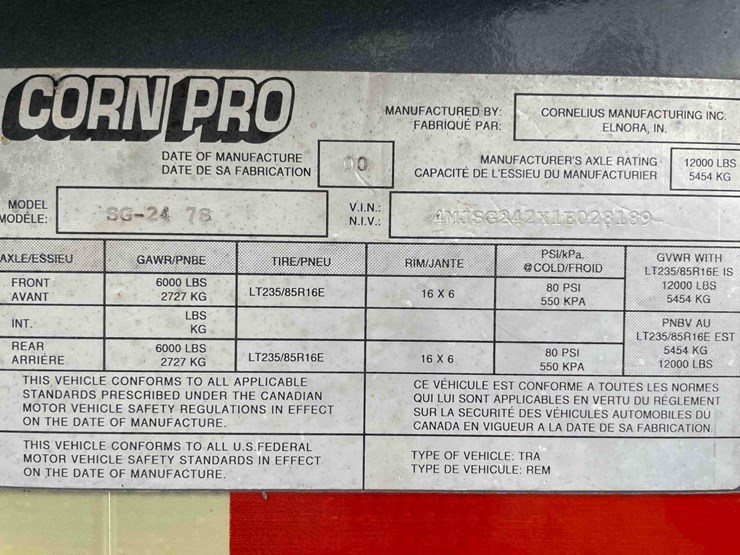 CORN PRO
MANUFACTURED BY:
FABRIQUÉ PAR:
CORNELIUS MANUFACTURING INC.
ELNORA, IN.
DATE OF MANUFACTURE
DATE DE SA FABRICATION
00
MANUFACTURER'S AXLE RATING
CAPACITÉ DE L'ESSIEU DU MANUFACTURIER
12000 LBS
5454 KG
MODEL
MODÈLE:
SG-24 7S
V.I.N.:
N.I.V.:
AXLE/ESSIEU GAWR/PNBE TIRE/PNEU RIM/JANTE PSI/kPa. @COLD/FROID
GVWR WITH
LT235/85R16E IS
12000 LBS
5454 KG
FRONT AVANT 6000 LBS 2727 KG LT235/85R16E 16 X 6 80 PSI 550 KPA
INT. LBS KG
PNBV AU
LT235/85R16E EST
5454 KG
12000 LBS
REAR ARRIÉRE 6000 LBS 2727 KG LT235/85R16E 16 X 6 80 PSI 550 KPA
THIS VEHICLE CONFORMS TO ALL APPLICABLE
STANDARDS PRESCRIBED UNDER THE CANADIAN
MOTOR VEHICLE SAFETY REGULATIONS IN EFFECT
ON THE DATE OF MANUFACTURE.
CE VÉHICULE EST CONFORME A TOUTES LES NORMES
QUI LUI SONT APPLICABLES EN VERTU DU RÉGLEMENT
SUR LA SECURITÉ DES VÉHICULES AUTOMOBILES DU
CANADA EN VIGUEUR A LA DATE DE SA FABRICATION.
THIS VEHICLE CONFORMS TO ALL U.S.FEDERAL
MOTOR VEHICLE SAFETY STANDARDS IN EFFECT
ON THE DATE OF MANUFACTURE.
TYPE OF VEHICLE: TRA
TYPE DE VEHICULE: REM